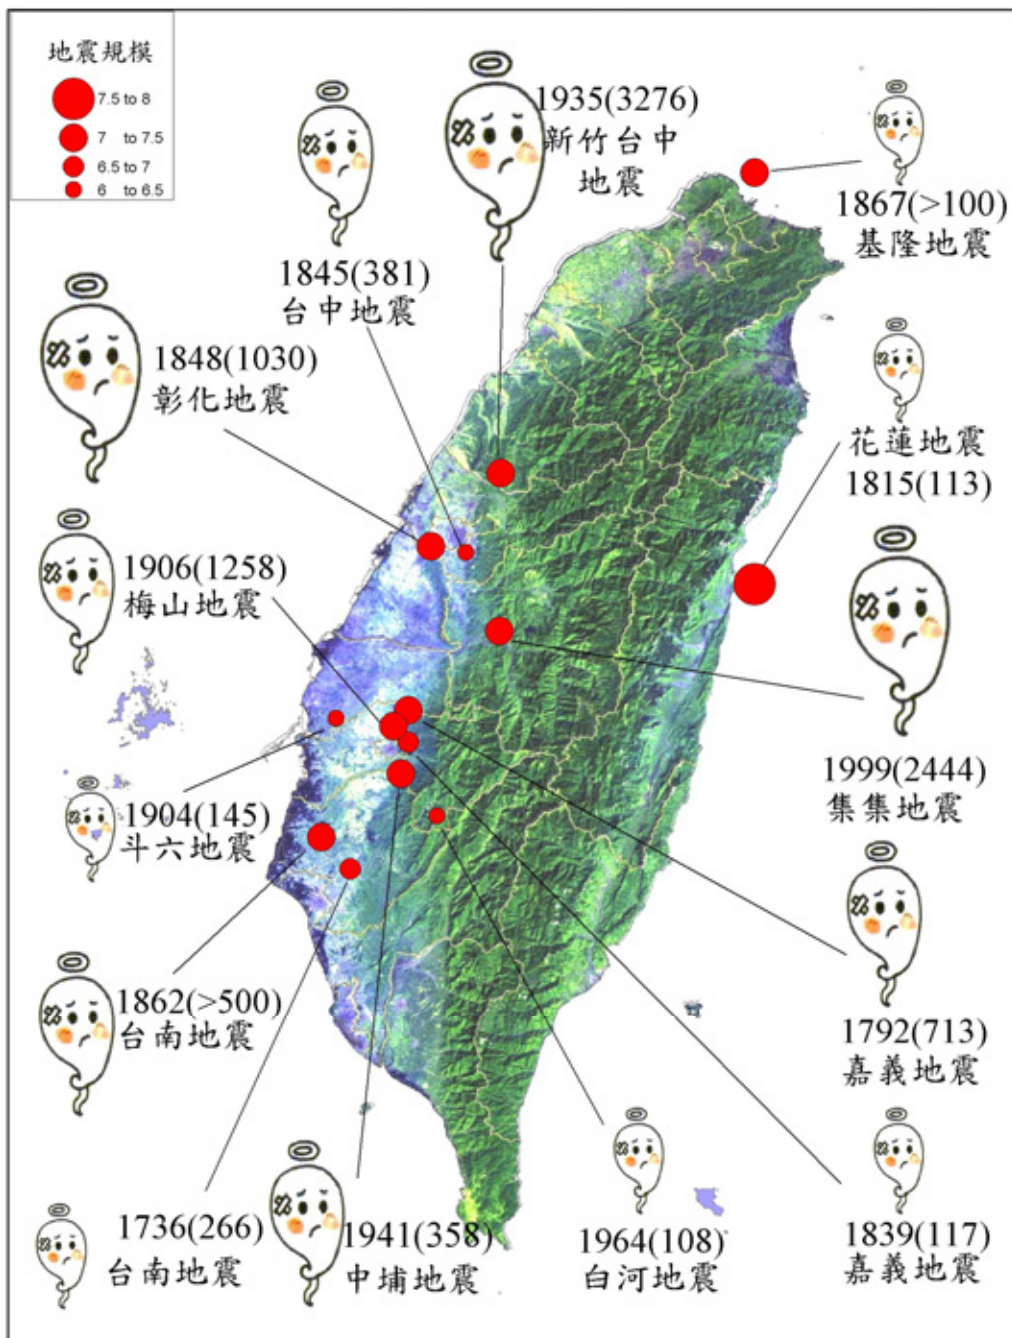 地震規模
7.5 to 8
7 to 7.5
6.5 to 7
6 to 6.5
1935(3276)
新竹台中
地震
1867(>100)
基隆地震
1845(381)
台中地震
1848(1030)
彰化地震
花蓮地震
1815(113)
1906(1258)
梅山地震
1999(2444)
集集地震
1904(145)
斗六地震
1862(>500)
台南地震
1792(713)
嘉義地震
1736(266)
台南地震
1941(358)
中埔地震
1964(108)
白河地震
1839(117)
嘉義地震